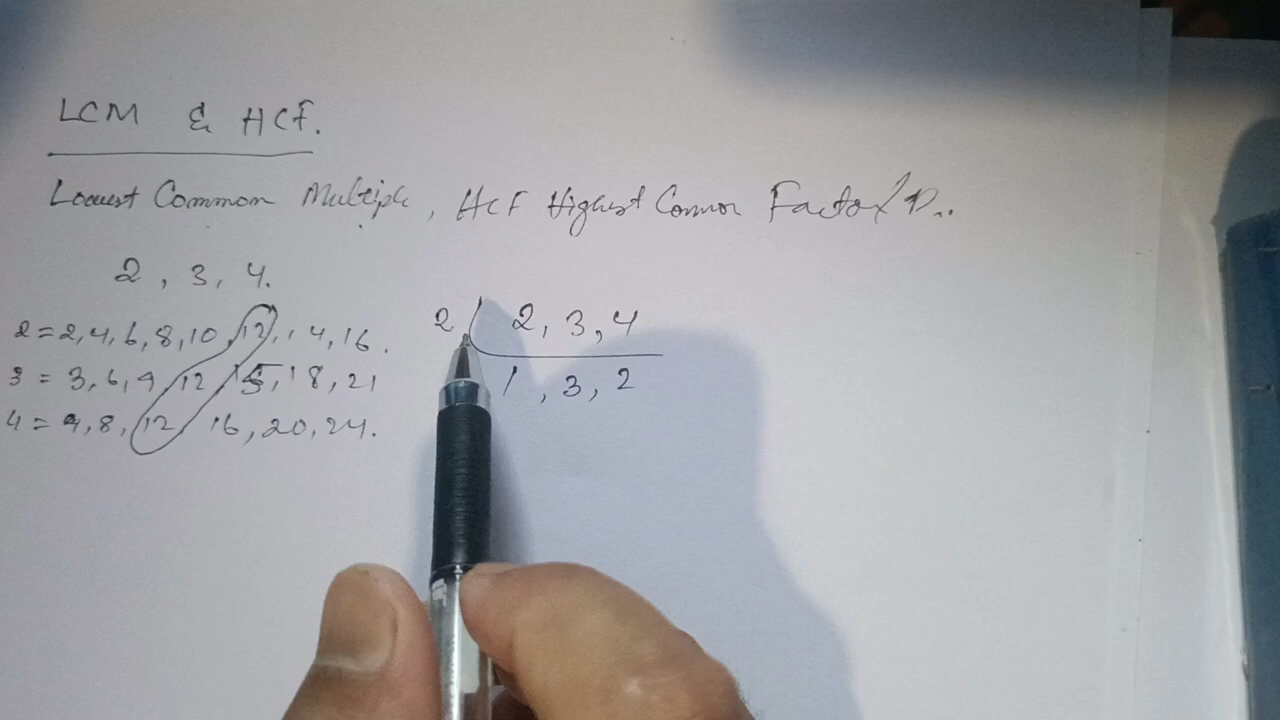 LCM & HCF.
Lowest Common Multiple, HCF Highest Common Factor/D..
2, 3, 4.
2 = 2, 4, 6, 8, 10, 12, 14, 16.
3 = 3, 6, 9, 12 15, 18, 21
4 = 4, 8, 12 16, 20, 24.
2 2, 3, 4
1, 3, 2